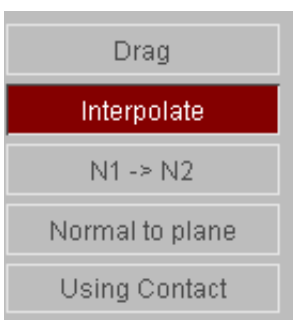 Drag
Interpolate
N1 -> N2
Normal to plane
Using Contact